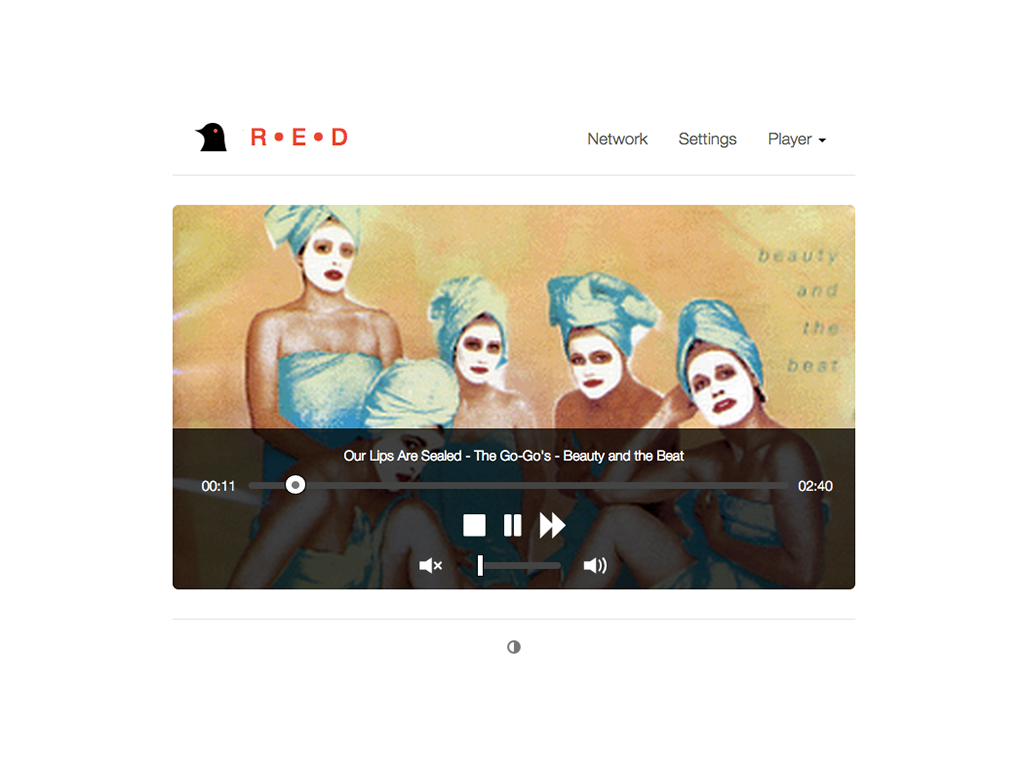 R•E•D
Network
Settings
Player
beauty
and
the
beat
Our Lips Are Sealed - The Go-Go's - Beauty and the Beat
00:11
02:40